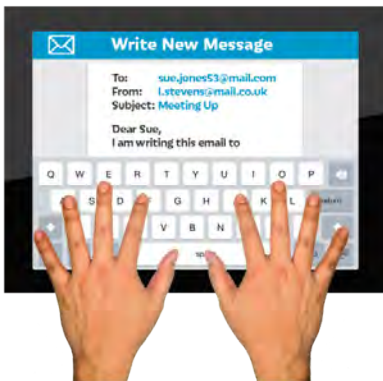 Write New Message
To: sue.jones53@mail.com
From: l.stevens@mail.co.uk
Subject: Meeting Up
Dear Sue,
I am writing this email to
Q W E R T Y U I O P
S D G H K L
V B N